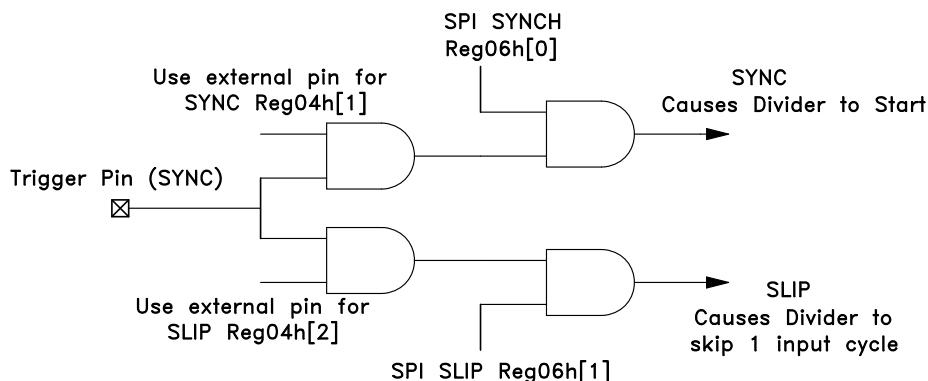 SPI SYNCH
Reg06h[0]
Use external pin for
SYNC Reg04h[1]
SYNC
Causes Divider to Start
Trigger Pin (SYNC)
Use external pin for
SLIP Reg04h[2]
SLIP
Causes Divider to
skip 1 input cycle
SPI SLIP Reg06h[1]